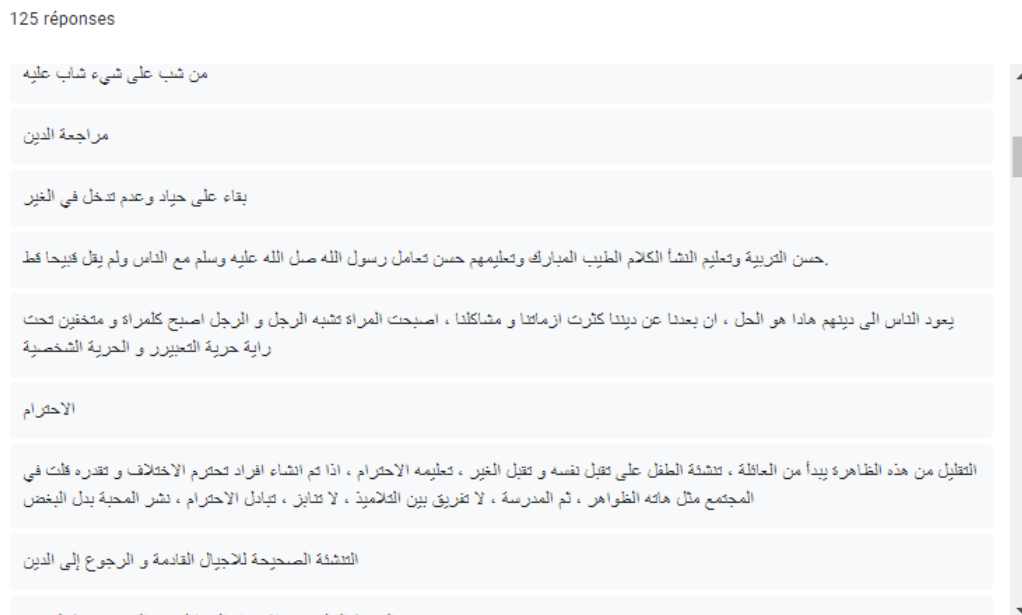 125 réponses
من شب على شيء شاب عليه
مراجعة الدين
بقاء على حياد وعدم تدخل في الغير
حسن التربية وتعليم النشأ الكلام الطيب المبارك وتعليمهم حسن تعامل رسول الله صل الله عليه وسلم مع الناس ولم يقل قبيحا قط.
يعود الناس الى دينهم هادا هو الحل ، ان بعدنا عن ديننا كثرت ازماتنا و مشاكلنا ، اصبحت المراة تشبه الرجل و الرجل اصبح كلمراة و متخفين تحت
راية حرية التعبيرر و الحرية الشخصية
الاحترام
التقليل من هذه الظاهرة يبدأ من العائلة ، تنشئة الطفل على تقبل نفسه و تقبل الغير ، تعليمه الاحترام ، اذا تم انشاء افراد تحترم الاختلاف و تقدره قلت في
المجتمع مثل هاته الظواهر ، ثم المدرسة ، لا تفريق بين التلاميذ ، لا تنابز ، تبادل الاحترام ، نشر المحبة بدل البغض
التنشئة الصحيحة للاجيال القادمة و الرجوع إلى الدين